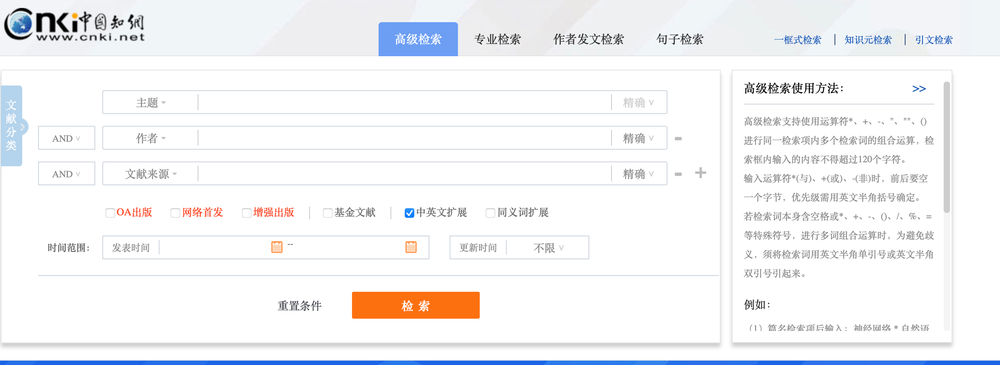 cnki中国知網
www.cnki.net
高级检索
专业检索
作者发文检索
句子检索
一框式检索
知识元检索
引文检索
文献分类
主题
精确
AND
作者
精确
AND
文献来源
精确
OA出版
网络首发
增强出版
基金文献
中英文扩展
同义词扩展
时间范围：
发表时间
--
更新时间
不限
重置条件
检 索
高级检索使用方法：
>>
高级检索支持使用运算符*、+、-、''、""、()
进行同一检索项内多个检索词的组合运算，检
索框内输入的内容不得超过120个字符。
输入运算符*(与)、+(或)、-(非)时，前后要空
一个字节，优先级需用英文半角括号确定。
若检索词本身含空格或*、+、-、()、/、%、=
等特殊符号，进行多词组合运算时，为避免歧
义，须将检索词用英文半角单引号或英文半角
双引号引起来。
例如：
（1）篇名检索项后输入：神经网络 * 自然语